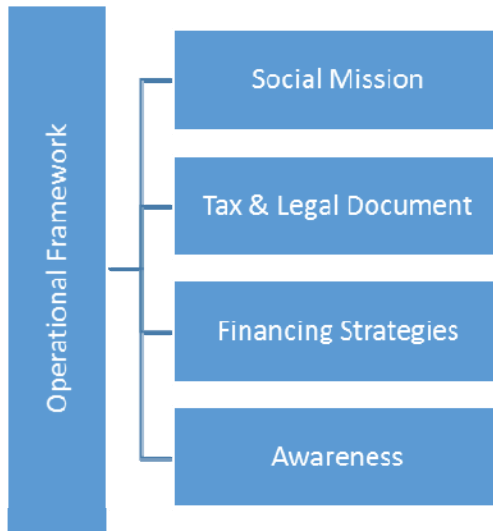 Operational Framework
Social Mission
Tax & Legal Document
Financing Strategies
Awareness